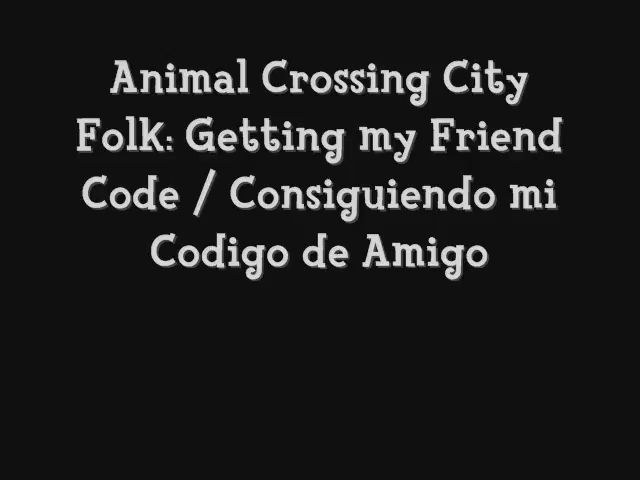 Animal Crossing City
Folk: Getting my Friend
Code / Consiguiendo mi
Codigo de Amigo